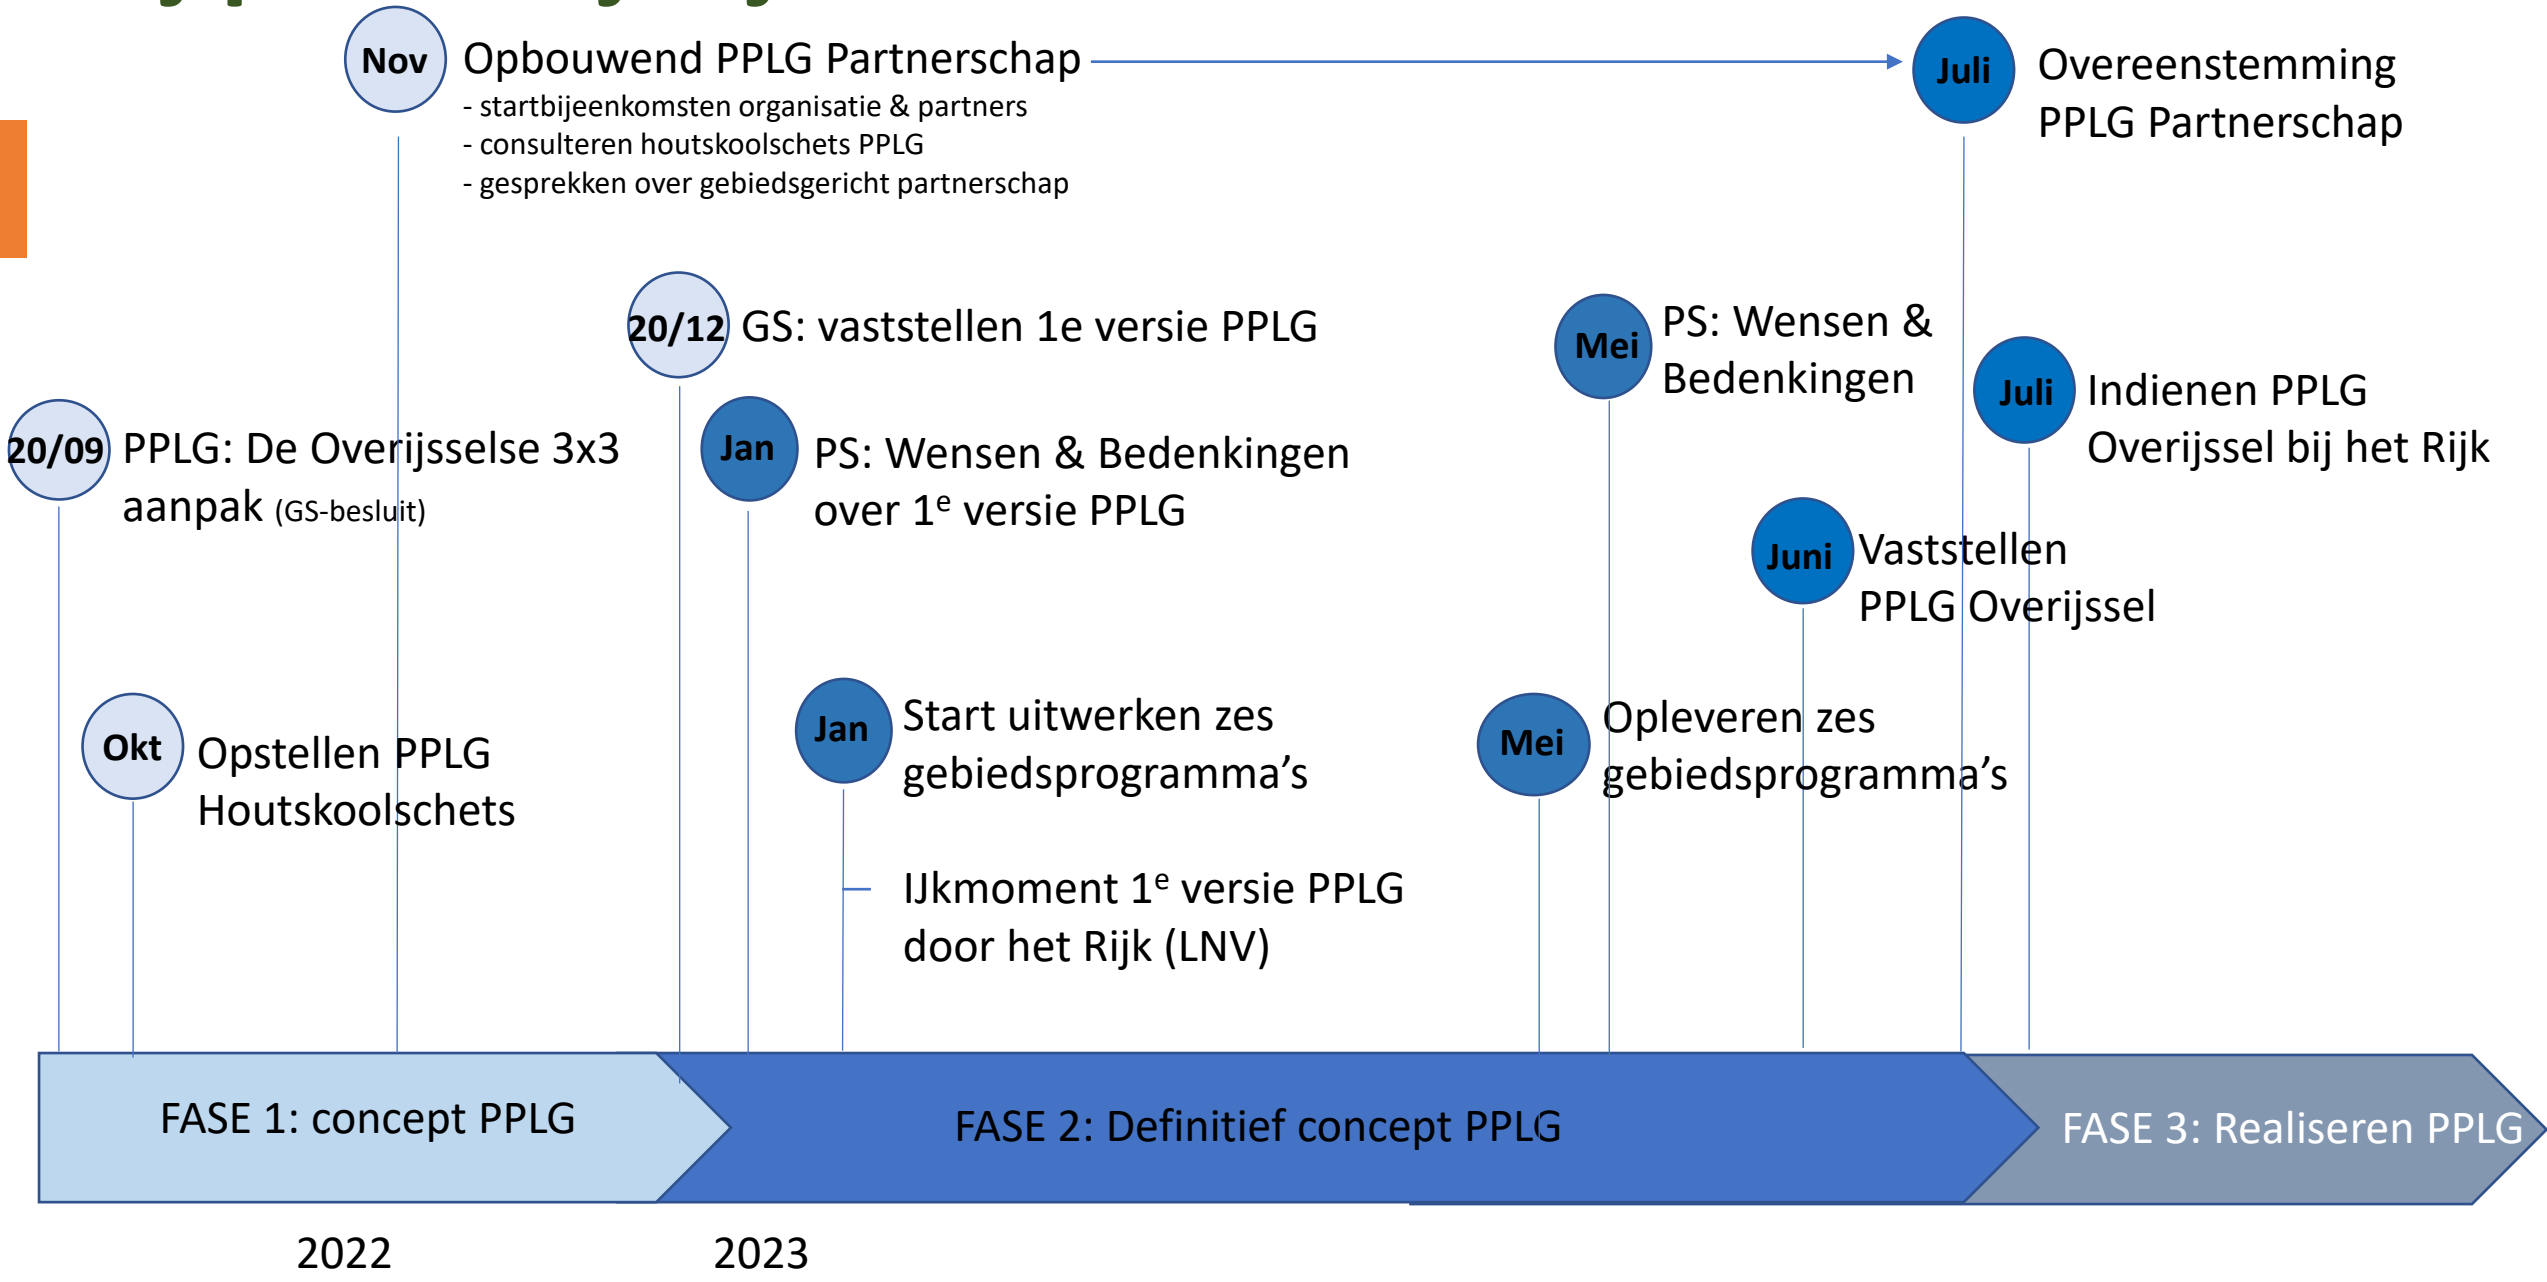 Nov
Opbouwend PPLG Partnerschap
- startbijeenkomsten organisatie & partners
- consulteren houtskoolschets PPLG
- gesprekken over gebiedsgericht partnerschap
Juli
Overeenstemming
PPLG Partnerschap
20/12
GS: vaststellen 1e versie PPLG
Mei
PS: Wensen &
Bedenkingen
Juli
Indienen PPLG
Overijssel bij het Rijk
20/09
PPLG: De Overijsselse 3x3
aanpak (GS-besluit)
Jan
PS: Wensen & Bedenkingen
over 1e versie PPLG
Juni
Vaststellen
PPLG Overijssel
Okt
Opstellen PPLG
Houtskoolschets
Jan
Start uitwerken zes
gebiedsprogramma’s
IJkmoment 1e versie PPLG
door het Rijk (LNV)
Mei
Opleveren zes
gebiedsprogramma’s
FASE 1: concept PPLG
FASE 2: Definitief concept PPLG
FASE 3: Realiseren PPLG
2022
2023